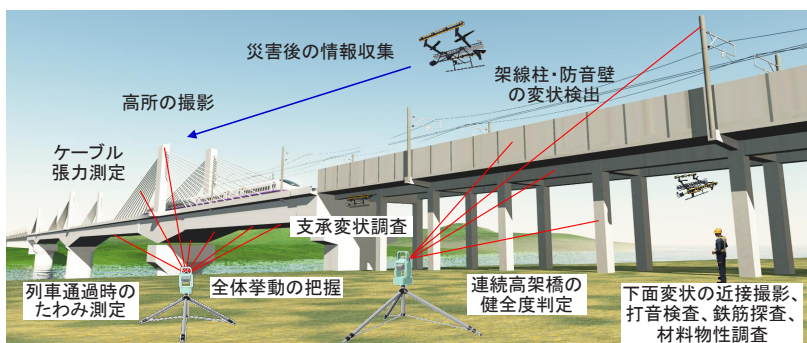 災害後の情報収集
架線柱・防音壁
の変状検出
高所の撮影
ケーブル
張力測定
支承変状調査
列車通過時の
たわみ測定
全体挙動の把握
連続高架橋の
健全度判定
下面変状の近接撮影、
打音検査、鉄筋探査、
材料物性調査